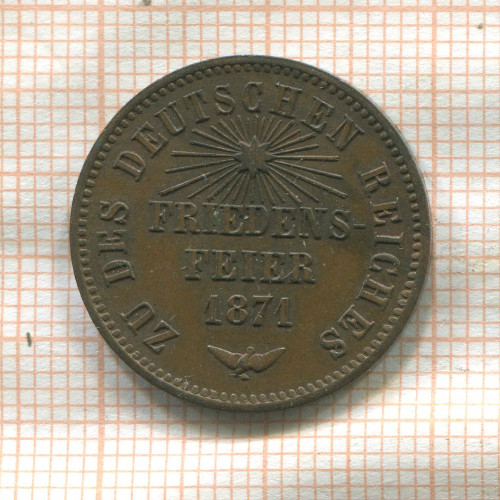 ZU DES DEUTSCHEN REICHES
FRIEDENS-
FEIER
1871